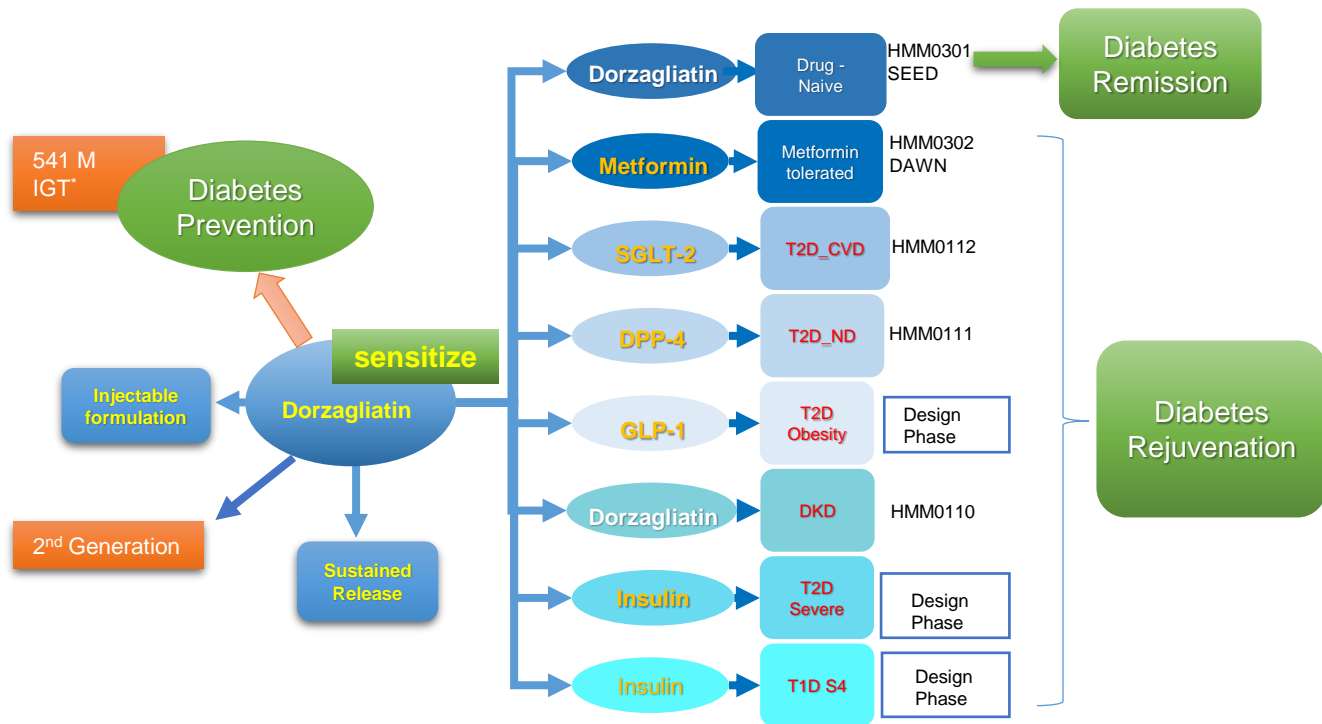 541 M
IGT*
Diabetes
Prevention
sensitize
Dorzagliatin
Injectable
formulation
2nd Generation
Sustained
Release
Dorzagliatin
Drug -
Naive
HMM0301
SEED
Diabetes
Remission
Metformin
Metformin
tolerated
HMM0302
DAWN
SGLT-2
T2D_CVD
HMM0112
DPP-4
T2D_ND
HMM0111
GLP-1
T2D
Obesity
Design
Phase
Dorzagliatin
DKD
HMM0110
Insulin
T2D
Severe
Design
Phase
Insulin
T1D S4
Design
Phase
Diabetes
Rejuvenation